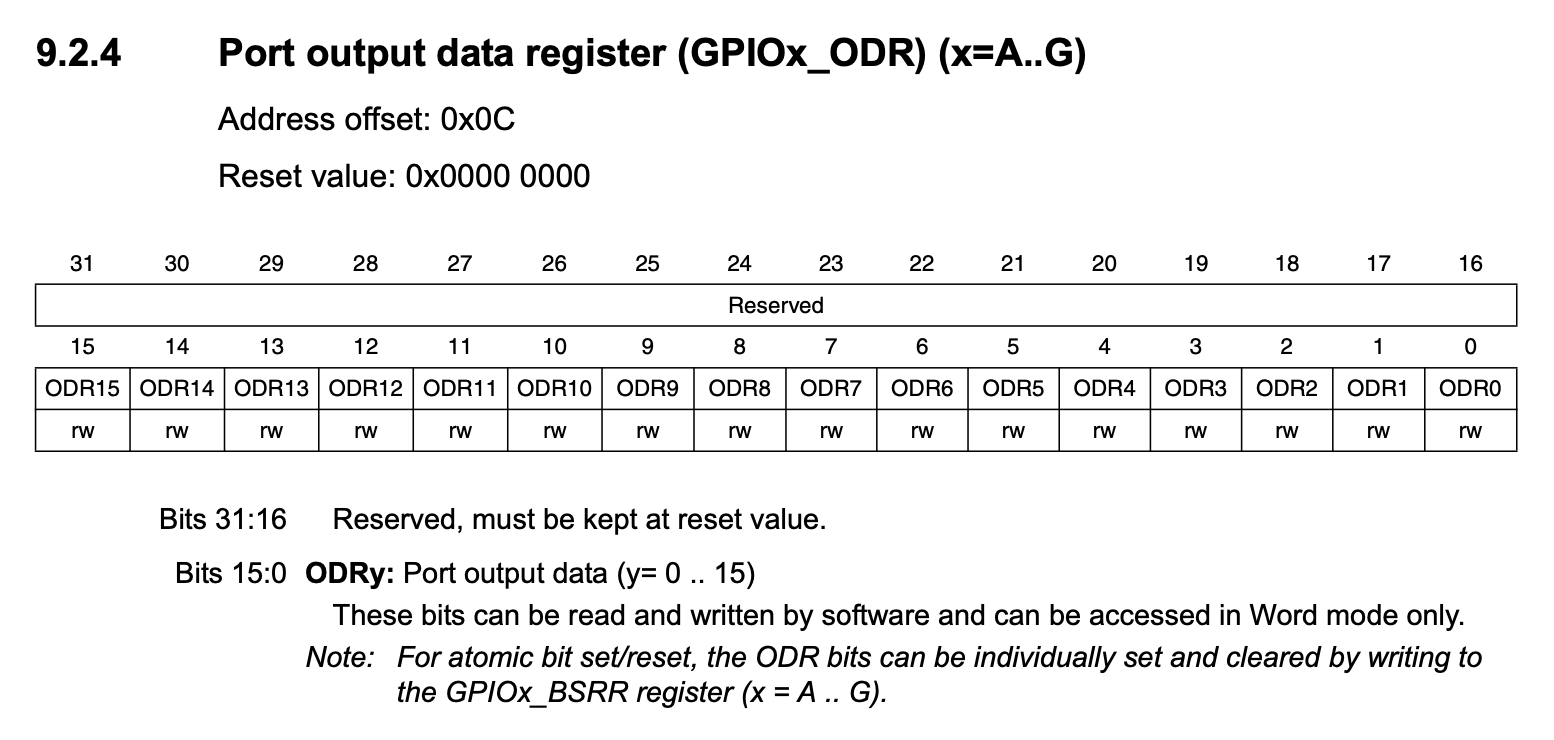 9.2.4 Port output data register (GPIOx_ODR) (x=A..G)
Address offset: 0x0C
Reset value: 0x0000 0000
31 30 29 28 27 26 25 24 23 22 21 20 19 18 17 16
Reserved
15 14 13 12 11 10 9 8 7 6 5 4 3 2 1 0
ODR15 ODR14 ODR13 ODR12 ODR11 ODR10 ODR9 ODR8 ODR7 ODR6 ODR5 ODR4 ODR3 ODR2 ODR1 ODR0
rw rw rw rw rw rw rw rw rw rw rw rw rw rw rw rw
Bits 31:16 Reserved, must be kept at reset value.
Bits 15:0 ODRy: Port output data (y= 0 .. 15)
These bits can be read and written by software and can be accessed in Word mode only.
Note: For atomic bit set/reset, the ODR bits can be individually set and cleared by writing to
the GPIOx_BSRR register (x = A .. G).